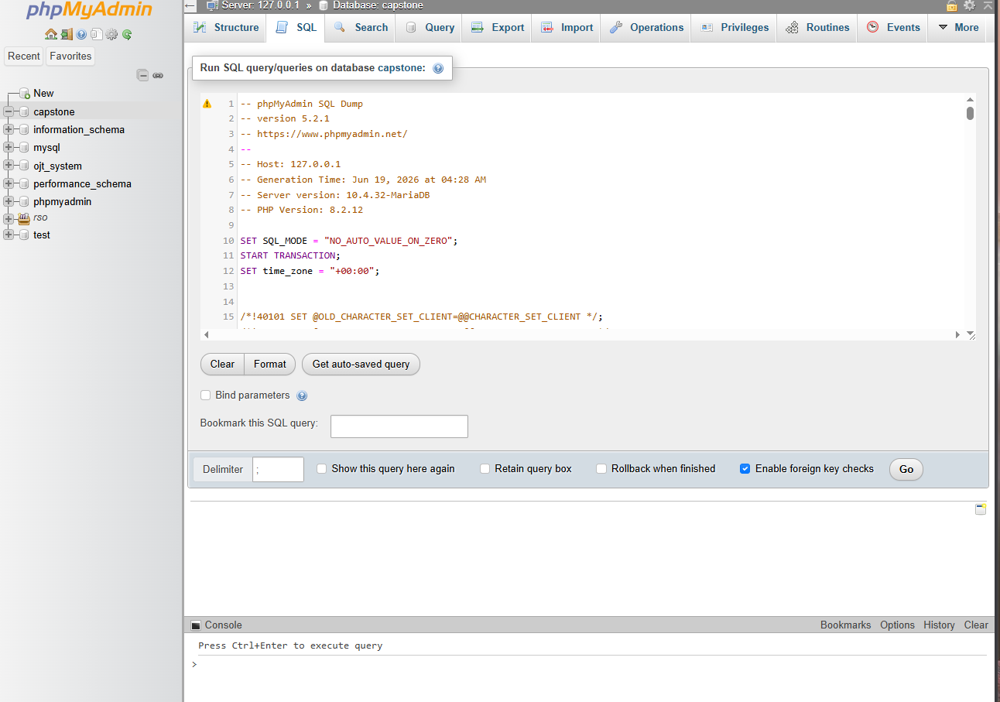 phpMyAdmin
Recent Favorites
New
capstone
information_schema
mysql
ojt_system
performance_schema
phpmyadmin
rso
test
Server: 127.0.0.1 » Database: capstone
Structure SQL Search Query Export Import Operations Privileges Routines Events More
Run SQL query/queries on database capstone:
1 -- phpMyAdmin SQL Dump
2 -- version 5.2.1
3 -- https://www.phpmyadmin.net/
4 --
5 -- Host: 127.0.0.1
6 -- Generation Time: Jun 19, 2026 at 04:28 AM
7 -- Server version: 10.4.32-MariaDB
8 -- PHP Version: 8.2.12
9
10 SET SQL_MODE = "NO_AUTO_VALUE_ON_ZERO";
11 START TRANSACTION;
12 SET time_zone = "+00:00";
13
14
15 /*!40101 SET @OLD_CHARACTER_SET_CLIENT=@@CHARACTER_SET_CLIENT */;
Clear Format Get auto-saved query
Bind parameters
Bookmark this SQL query:
Delimiter ; Show this query here again Retain query box Rollback when finished Enable foreign key checks Go
Console Bookmarks Options History Clear
Press Ctrl+Enter to execute query
>